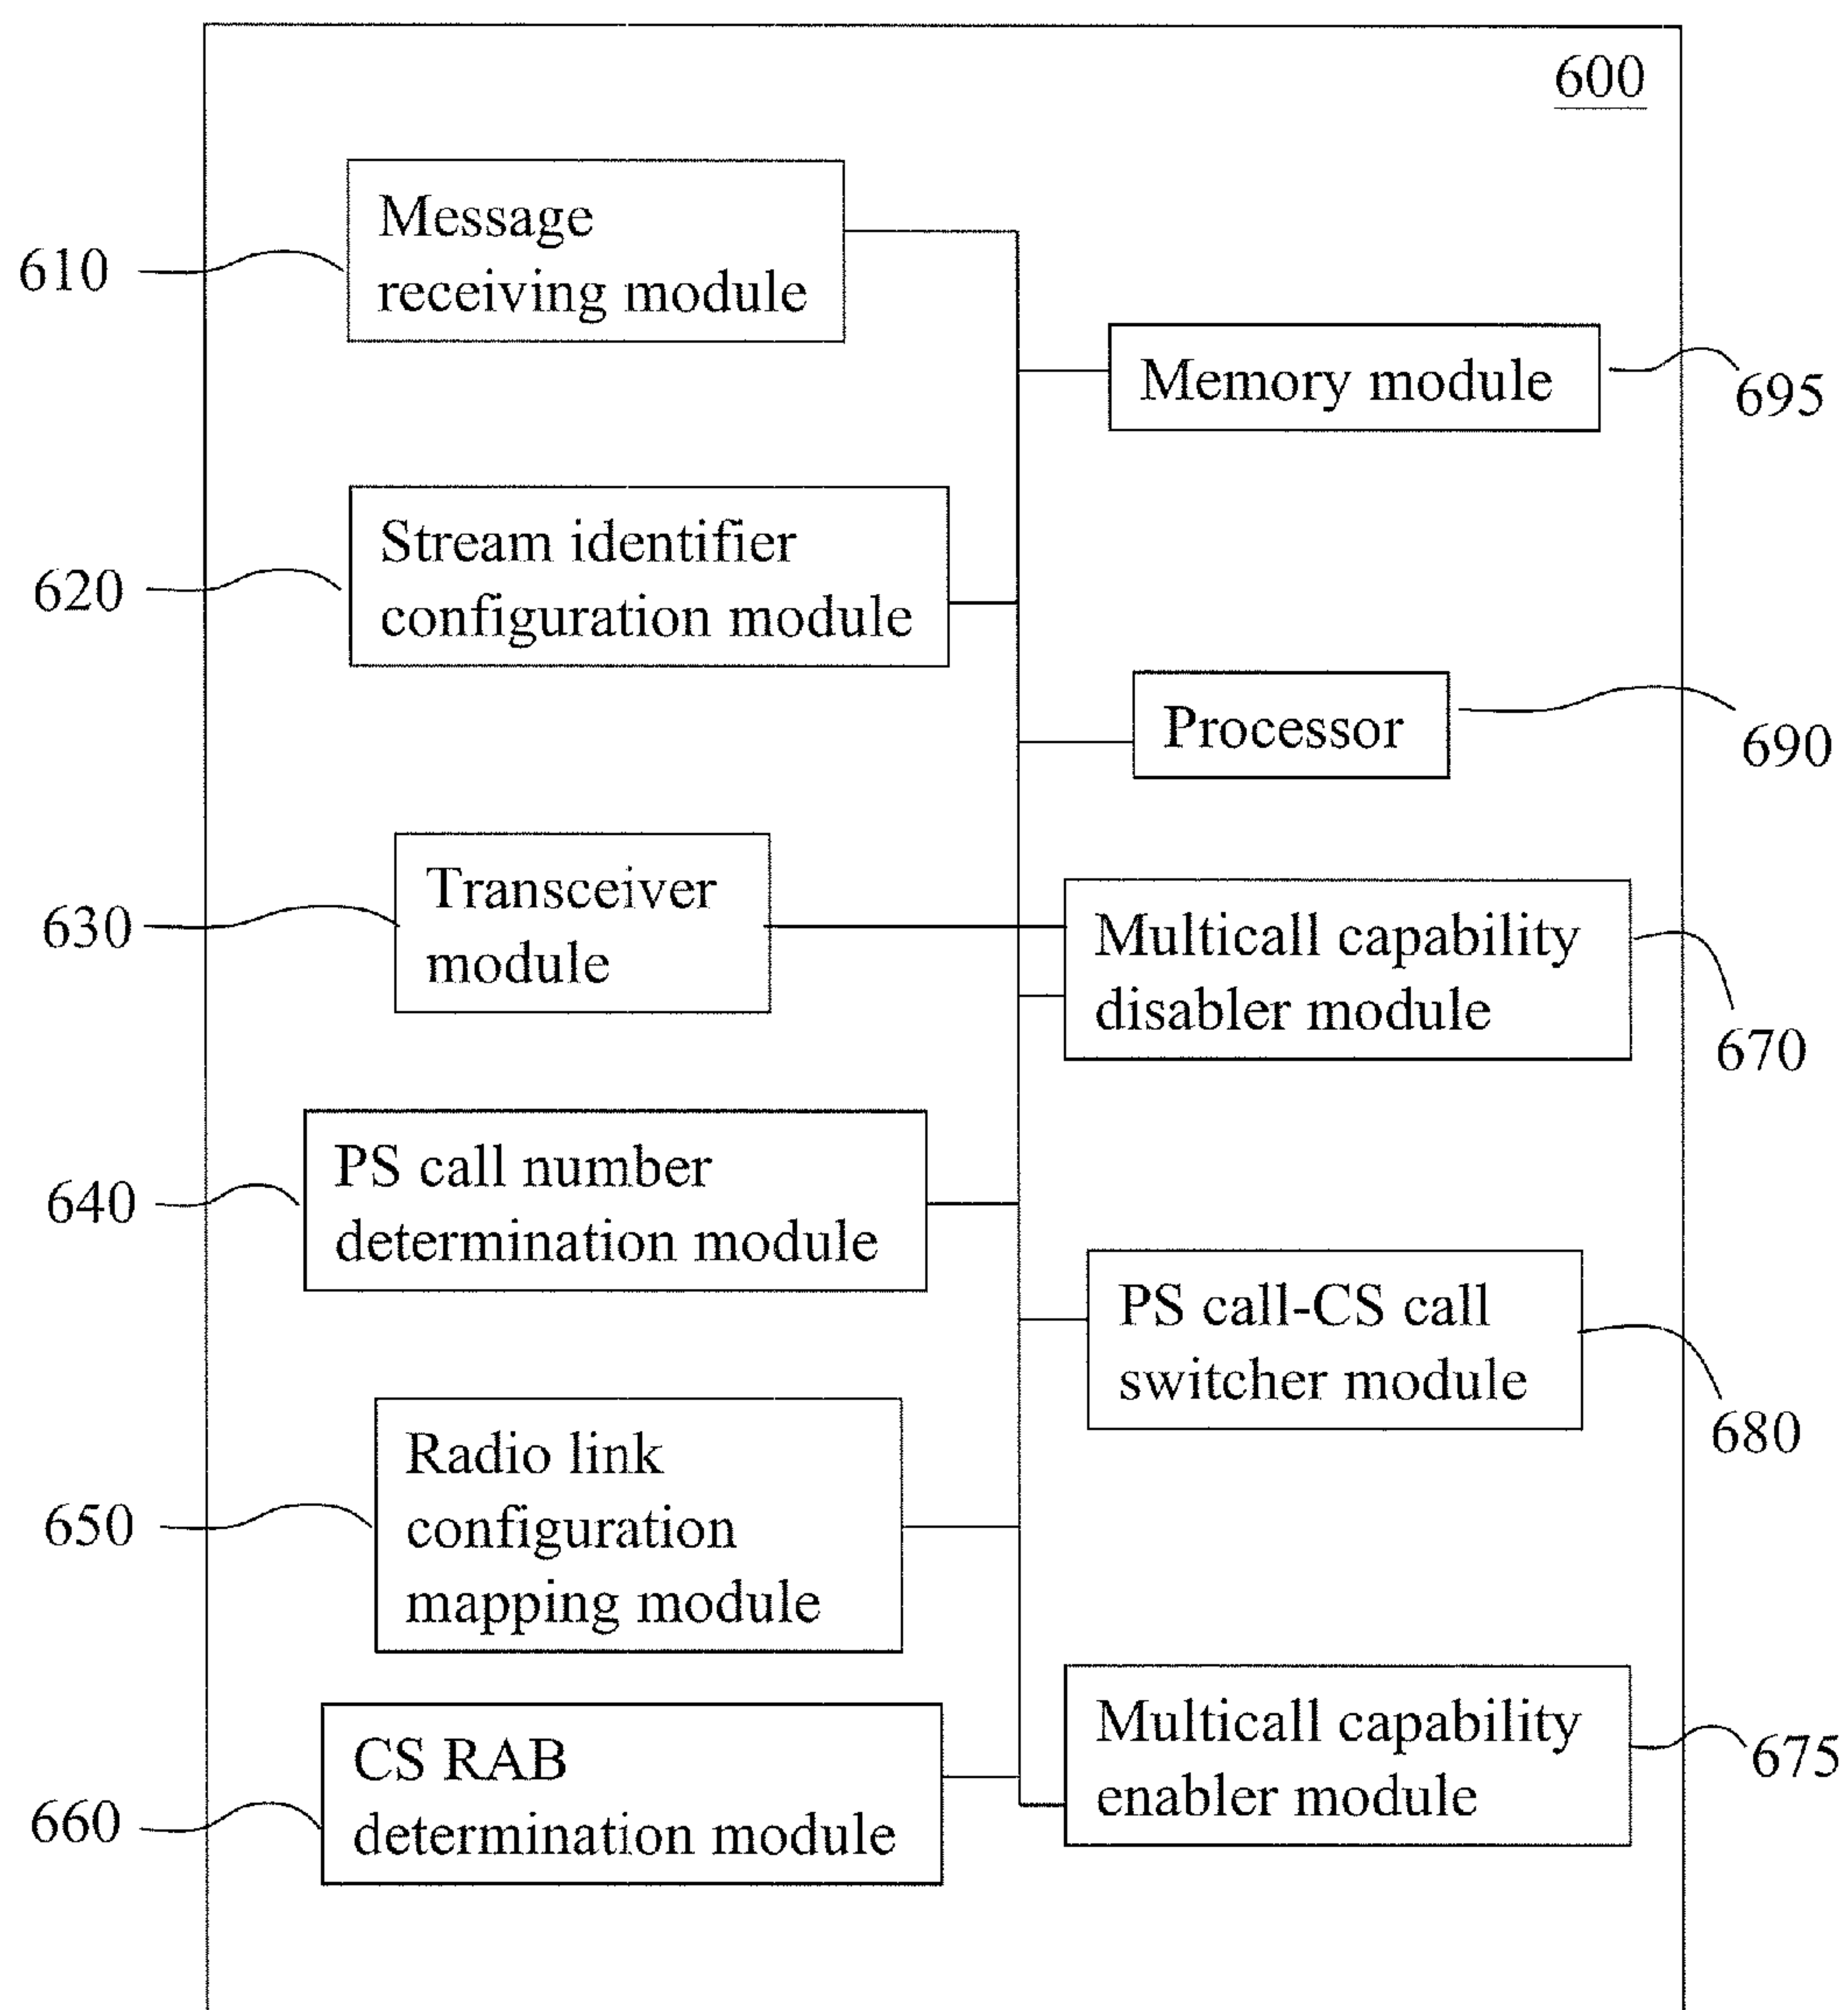 600
Message
receiving module
610
Memory module
695
Stream identifier
configuration module
620
Processor
690
Transceiver
module
630
Multicall capability
disabler module
670
PS call number
determination module
640
PS call-CS call
switcher module
680
Radio link
configuration
mapping module
650
Multicall capability
enabler module
675
CS RAB
determination module
660